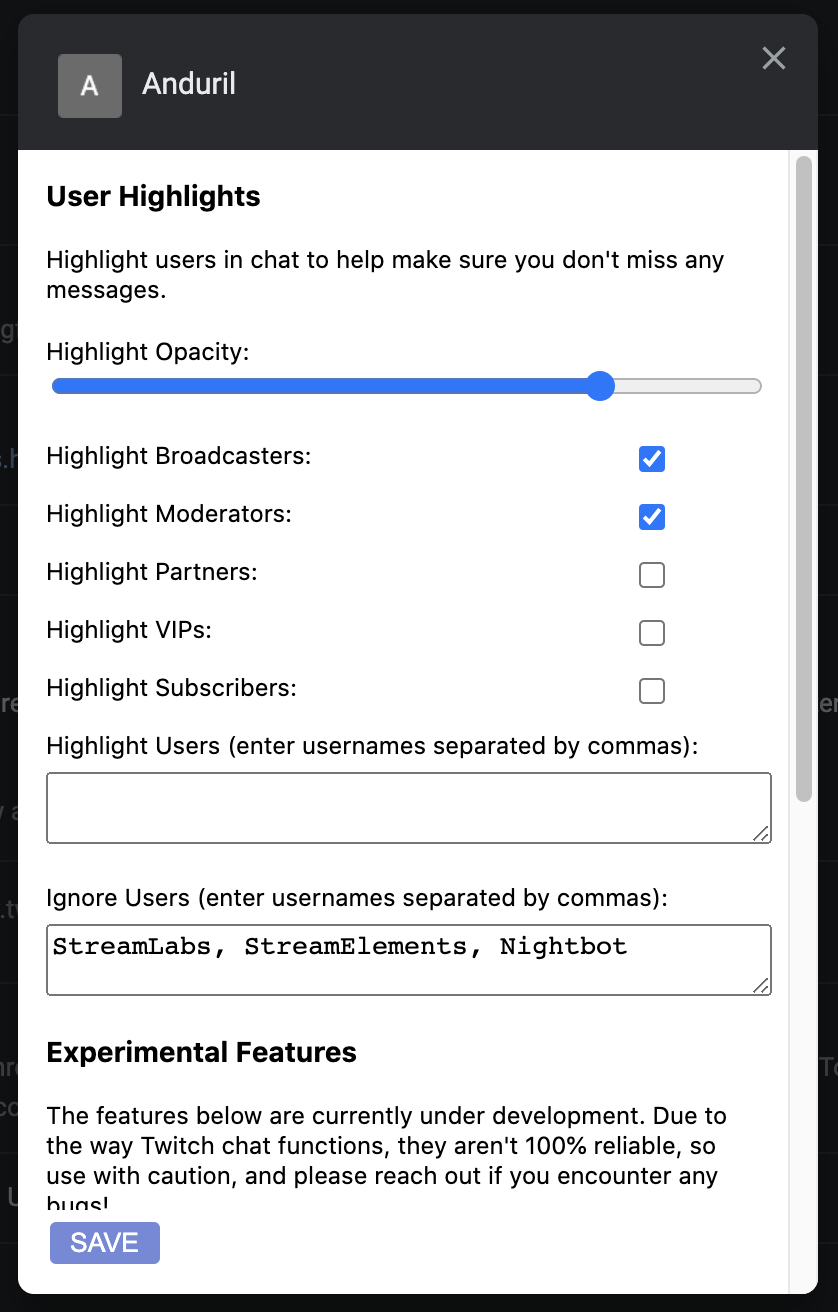 A
Anduril
User Highlights
Highlight users in chat to help make sure you don't miss any
messages.
Highlight Opacity:
Highlight Broadcasters:
Highlight Moderators:
Highlight Partners:
Highlight VIPs:
Highlight Subscribers:
Highlight Users (enter usernames separated by commas):
Ignore Users (enter usernames separated by commas):
StreamLabs, StreamElements, Nightbot
Experimental Features
The features below are currently under development. Due to
the way Twitch chat functions, they aren't 100% reliable, so
use with caution, and please reach out if you encounter any
bugs!
SAVE